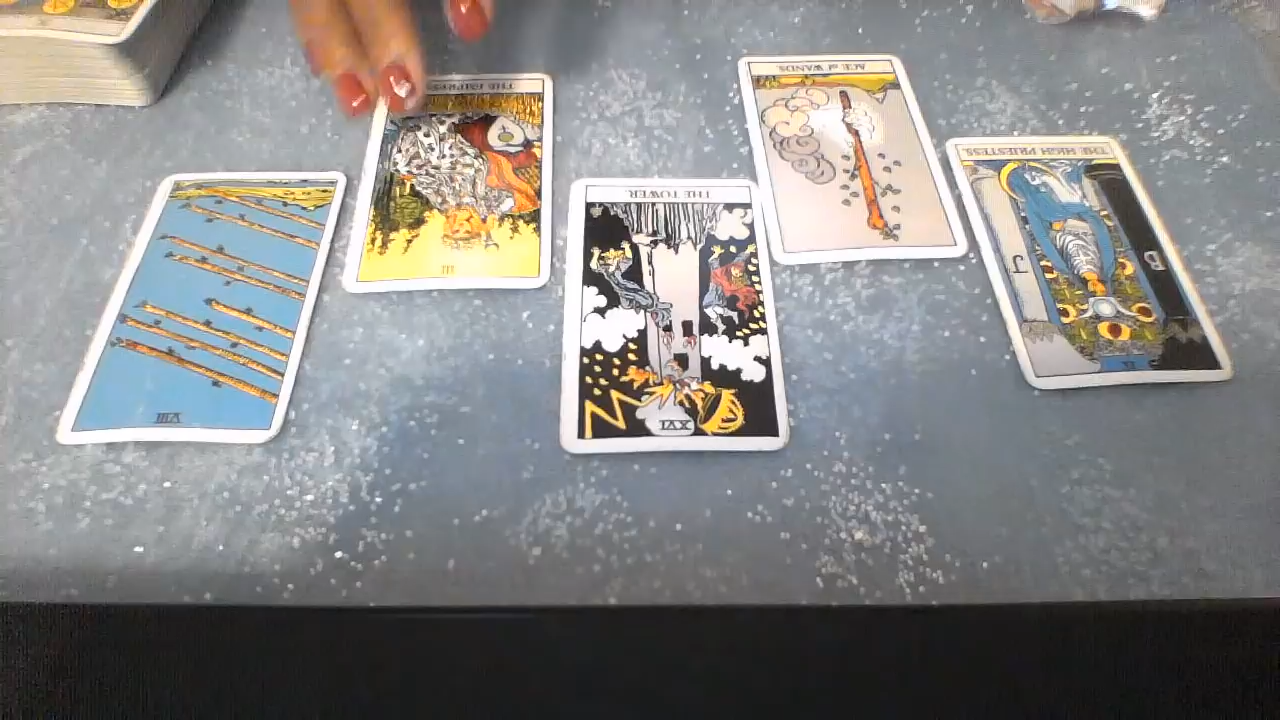 VIII
THE EMPRESS
III
THE TOWER
XVI
ACE of WANDS
THE HIGH PRIESTESS
J
B